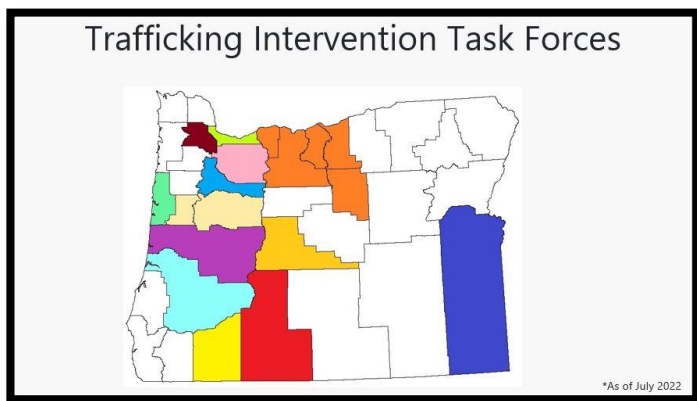 Trafficking Intervention Task Forces
*As of July 2022